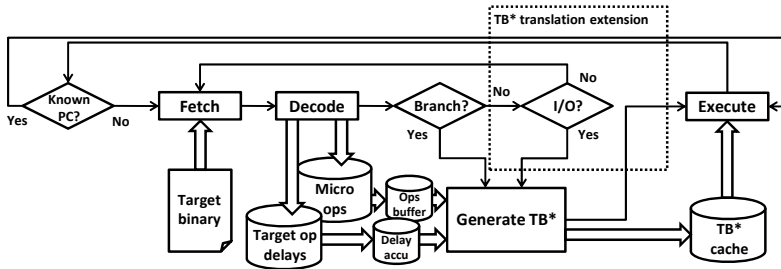 TB* translation extension
Known
PC?
Yes
No
Fetch
Decode
Branch?
No
Yes
No
I/O?
Yes
Execute
Target
binary
Micro
ops
Ops
buffer
Target op
delays
Delay
accu
Generate TB*
TB*
cache